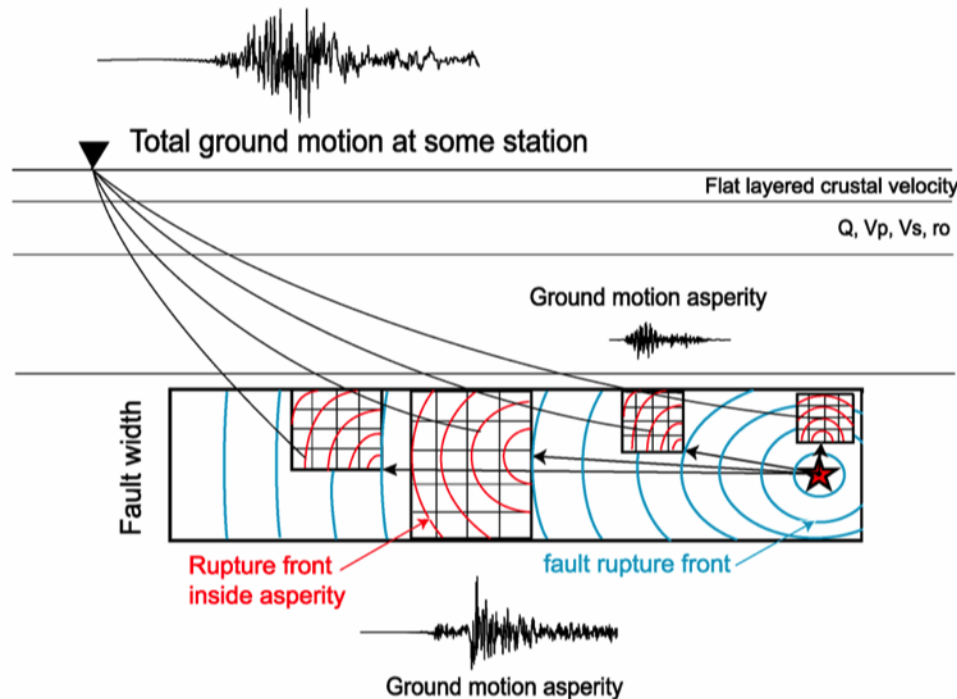 Total ground motion at some station
Flat layered crustal velocity
Q, Vp, Vs, ro
Ground motion asperity
Fault width
Rupture front
inside asperity
fault rupture front
Ground motion asperity